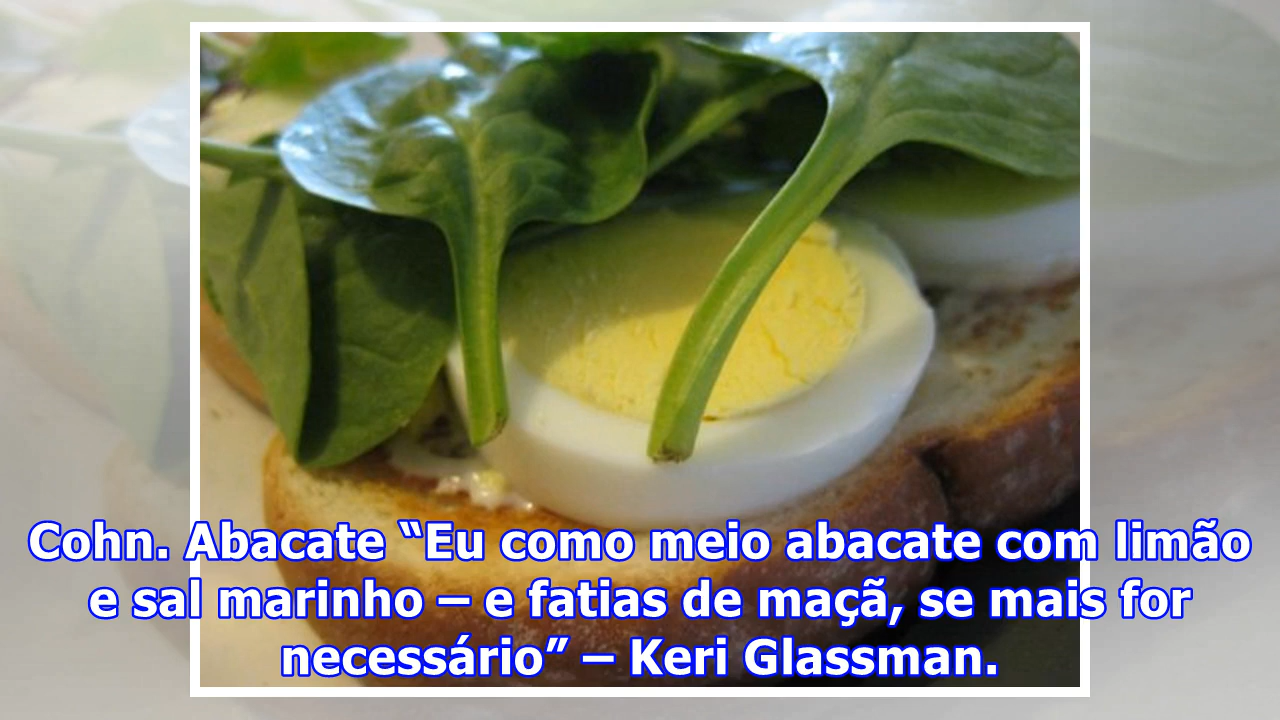 Cohn. Abacate “Eu como meio abacate com limão
e sal marinho – e fatias de maçã, se mais for
necessário” – Keri Glassman.